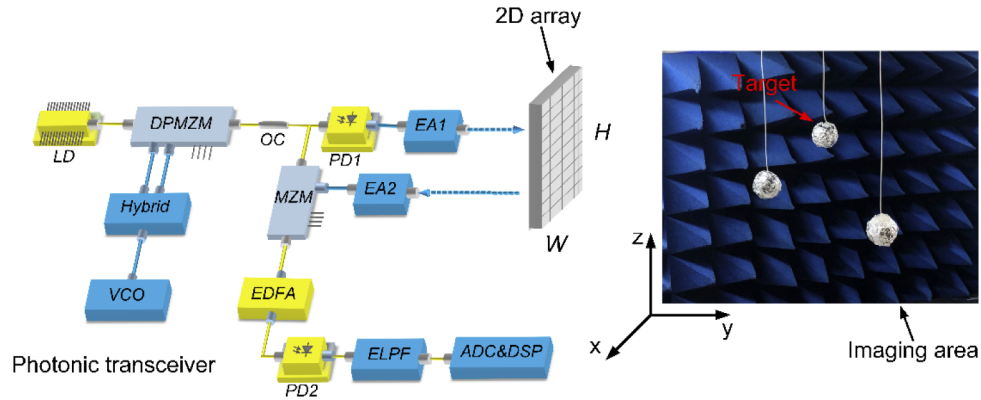 2D array
DPMZM
LD
OC
PD1
EA1
H
Target
Hybrid
MZM
EA2
W
VCO
EDFA
z
y
x
Imaging area
Photonic transceiver
PD2
ELPF
ADC&DSP